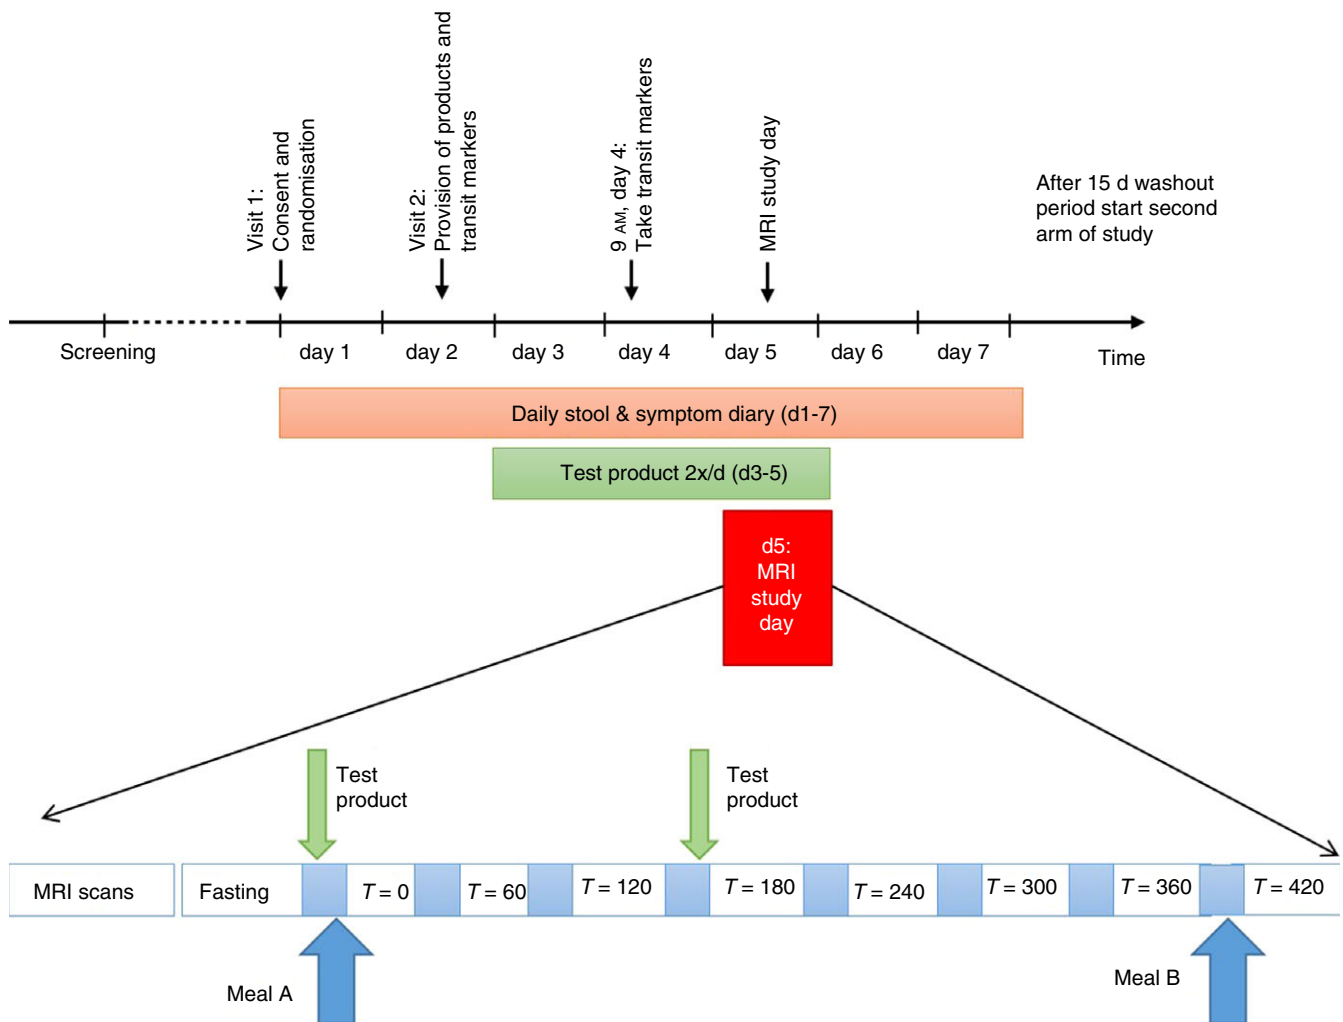 Visit 1:
Consent and
randomisation
Visit 2:
Provision of products and
transit markers
9 AM, day 4:
Take transit markers
MRI study day
After 15 d washout
period start second
arm of study
Screening
day 1
day 2
day 3
day 4
day 5
day 6
day 7
Time
Daily stool & symptom diary (d1-7)
Test product 2x/d (d3-5)
d5:
MRI
study
day
Test
product
Test
product
MRI scans
Fasting
T = 0
T = 60
T = 120
T = 180
T = 240
T = 300
T = 360
T = 420
Meal A
Meal B